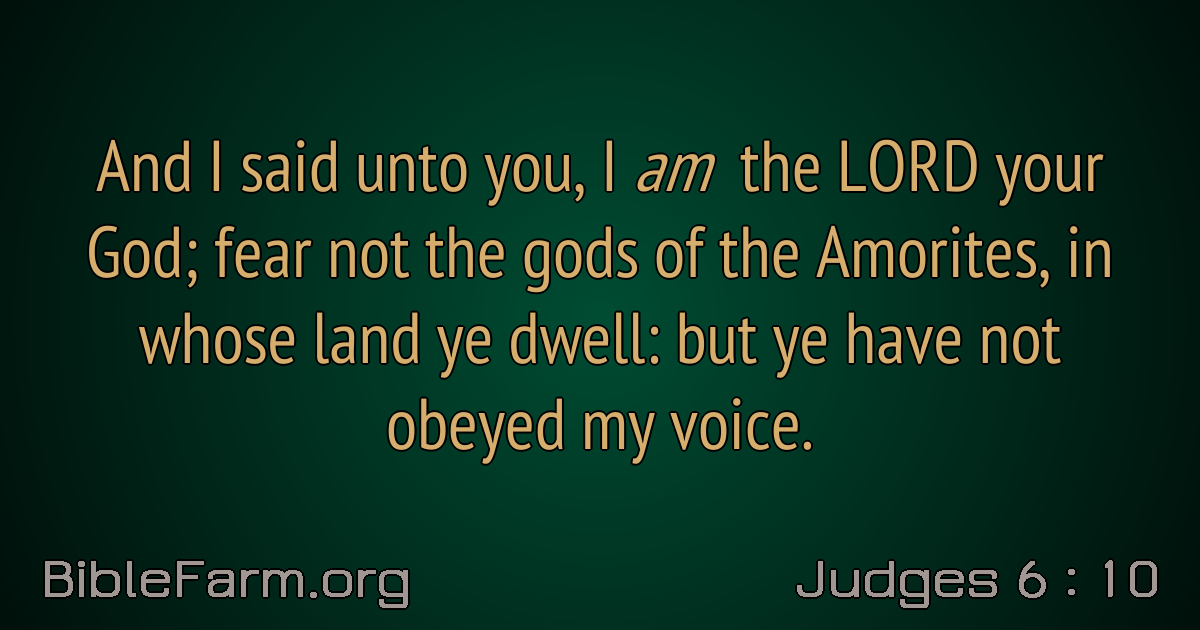 And I said unto you, I am the LORD your
God; fear not the gods of the Amorites, in
whose land ye dwell: but ye have not
obeyed my voice.
BibleFarm.org
Judges 6 : 10